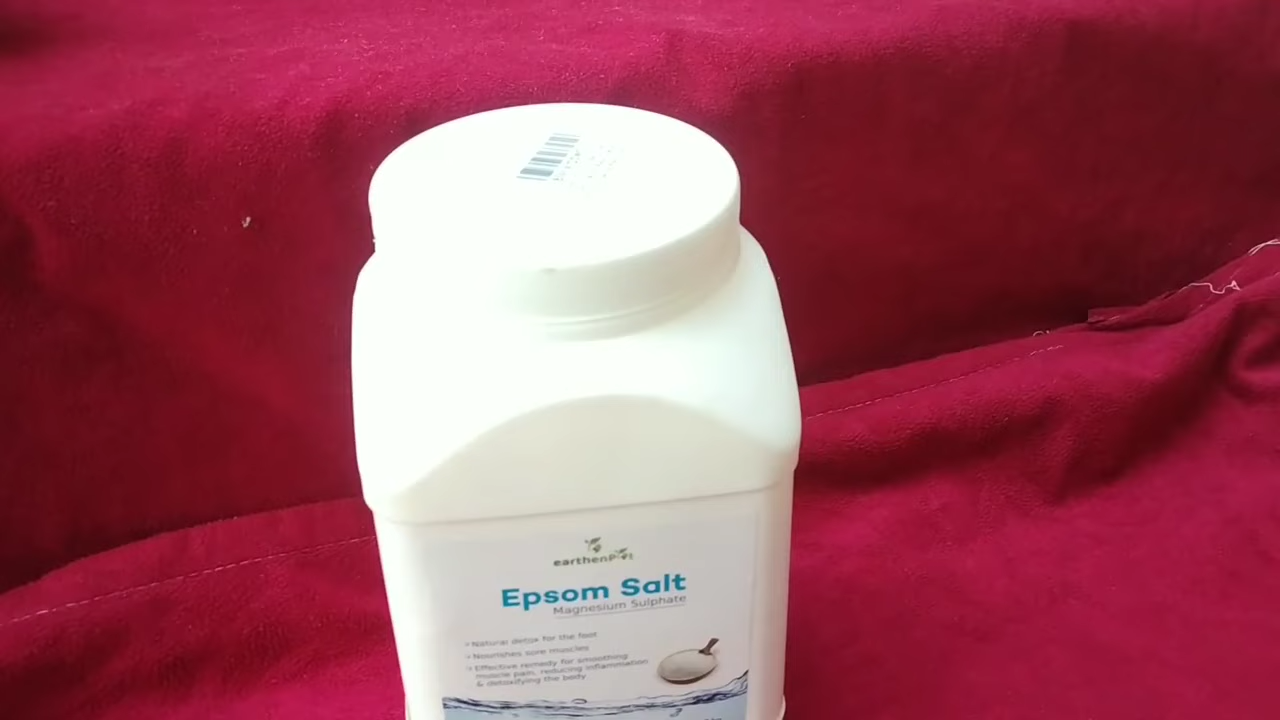 earthenPot
Epsom Salt
Magnesium Sulphate
Natural detox for the foot
Nourishes sore muscles
Effective remedy for smoothing
muscle pain, reducing inflammation
& detoxifying the body